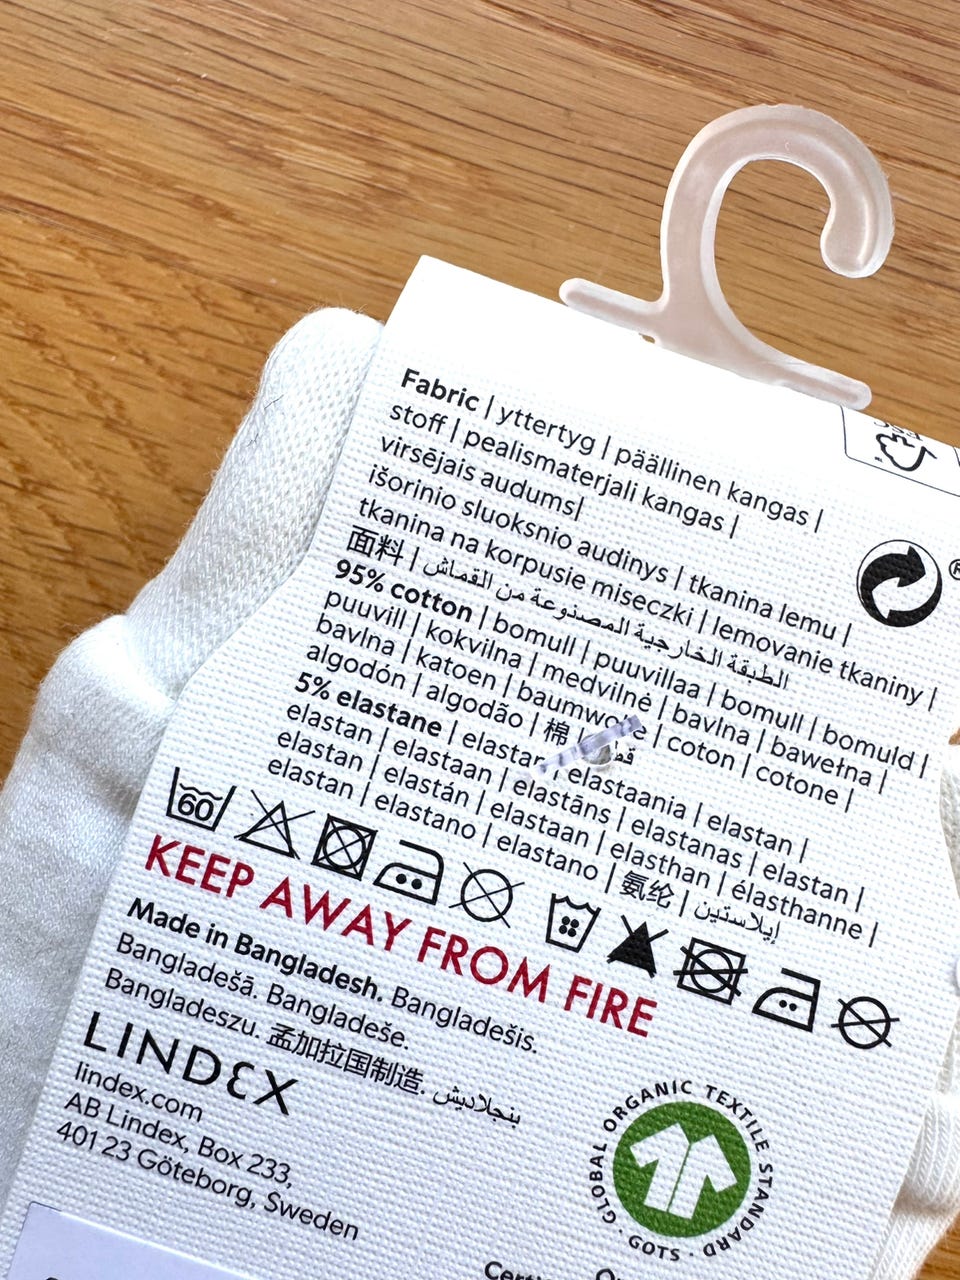 Fabric | yttertyg | päällinen kangas |
stoff | pealismaterjali kangas |
virsējais audums|
išorinio sluoksnio audinys | tkanina lemu |
tkanina na korpusie miseczki | lemovanie tkaniny |
面料 | الطبقة الخارجية المصنوعة من القماش
95% cotton | bomull | puuvillaa | bomull | bomuld |
puuvill | kokvilna | medvilnė | bavlna | bawełna |
bavlna | katoen | baumwolle | coton | cotone |
algodón | algodão | 棉 | قطن
5% elastane | elastan | elastaania | elastan |
elastan | elastaan | elastāns | elastanas | elastan |
elastan | elastán | elastaan | elasthan | élasthanne |
elastan | elastano | elastano | 氨纶 | إيلاستين
60
KEEP AWAY FROM FIRE
Made in Bangladesh. Bangladešis.
Bangladešā. Bangladeše.
Bangladeszu. 孟加拉国制造. بنجلاديش
LINDEX
lindex.com
AB Lindex, Box 233,
401 23 Göteborg, Sweden
GLOBAL ORGANIC TEXTILE STANDARD · GOTS ·